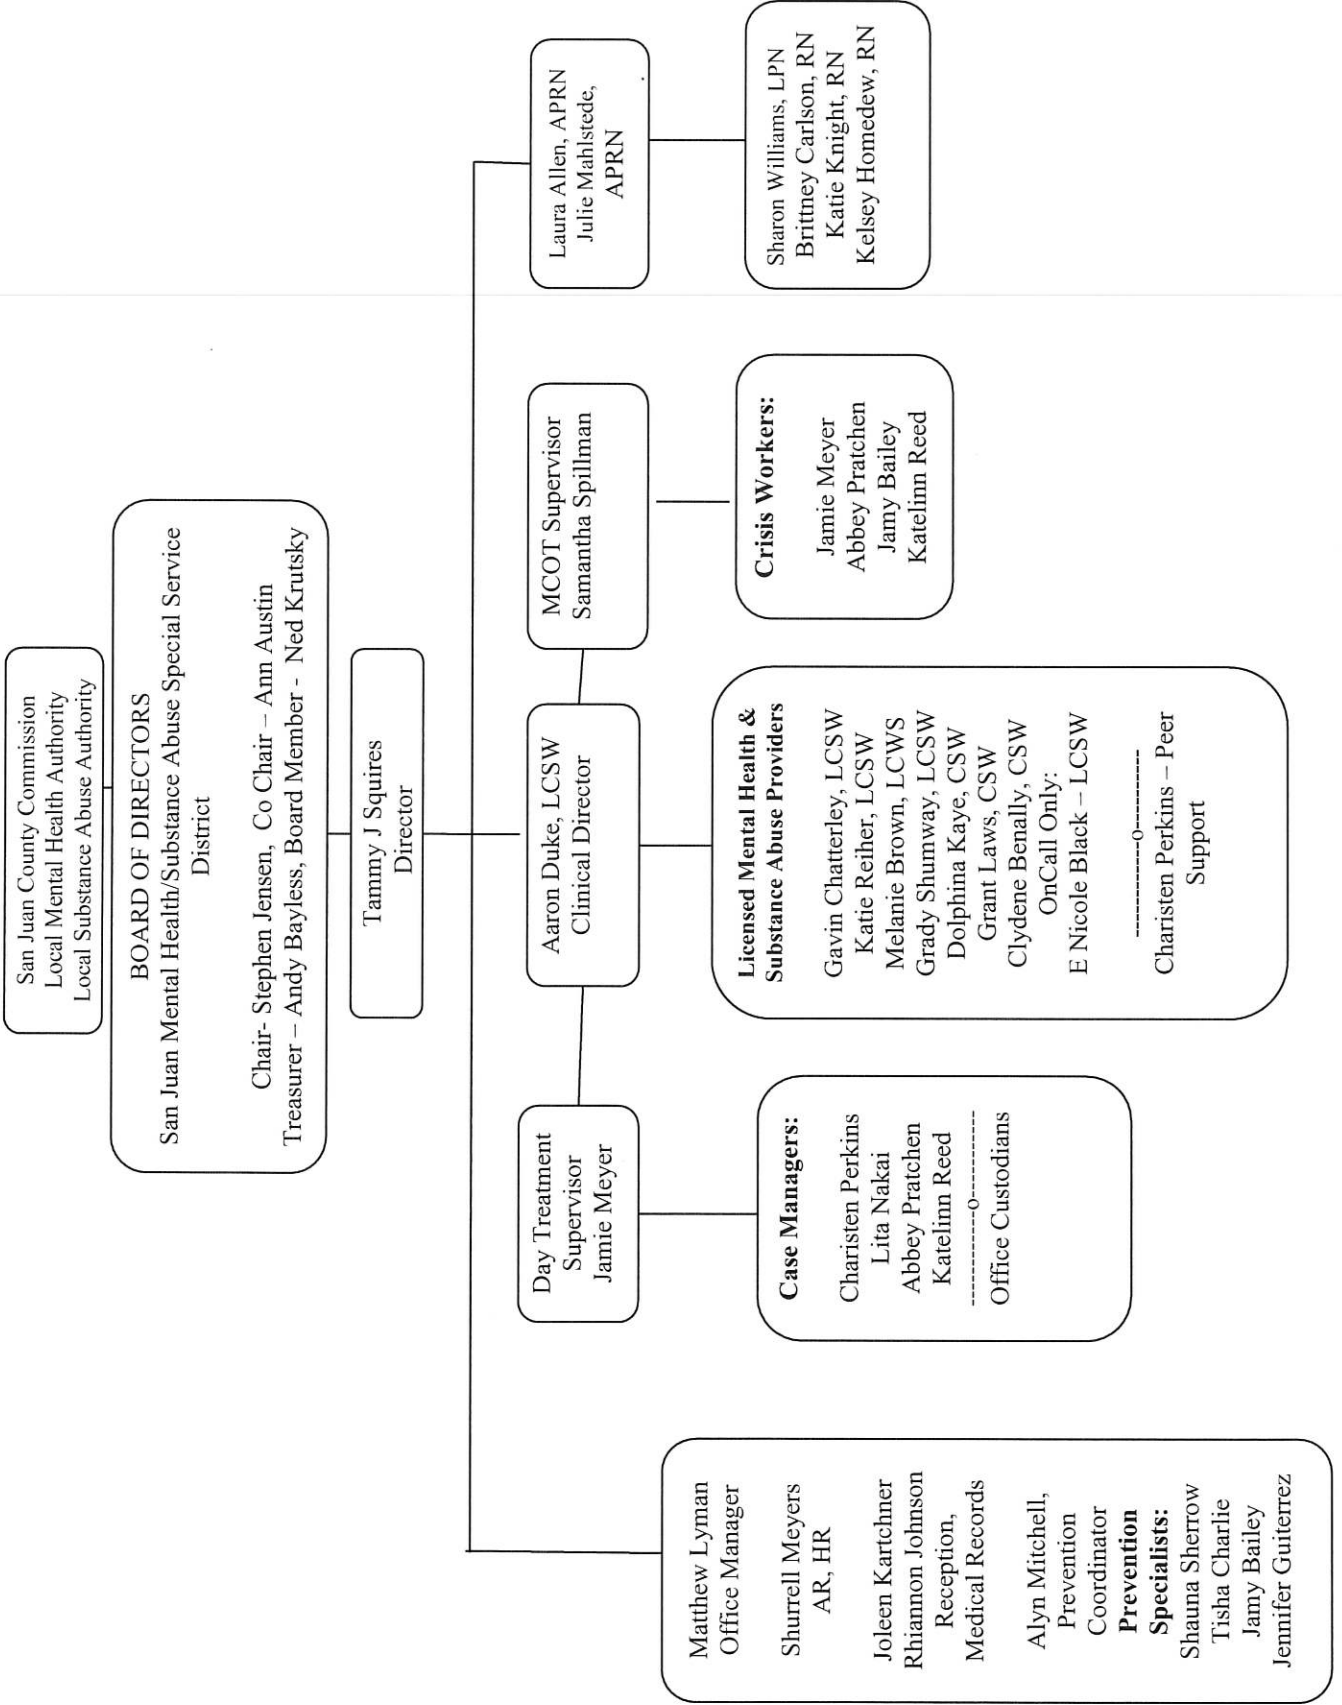 San Juan County Commission
Local Mental Health Authority
Local Substance Abuse Authority
BOARD OF DIRECTORS
San Juan Mental Health/Substance Abuse Special Service
District
Chair- Stephen Jensen, Co Chair – Ann Austin
Treasurer – Andy Bayless, Board Member - Ned Krutsky
Tammy J Squires
Director
Day Treatment
Supervisor
Jamie Meyer
Aaron Duke, LCSW
Clinical Director
MCOT Supervisor
Samantha Spillman
Laura Allen, APRN
Julie Mahlstede,
APRN
Matthew Lyman
Office Manager
Shurrell Meyers
AR, HR
Joleen Kartchner
Rhiannon Johnson
Reception,
Medical Records
Alyn Mitchell,
Prevention
Coordinator
Prevention
Specialists:
Shauna Sherrow
Tisha Charlie
Jamy Bailey
Jennifer Guiterrez
Case Managers:
Charisten Perkins
Lita Nakai
Abbey Pratchen
Katelinn Reed
------------o------------
Office Custodians
Licensed Mental Health &
Substance Abuse Providers
Gavin Chatterley, LCSW
Katie Reiher, LCSW
Melanie Brown, LCWS
Grady Shumway, LCSW
Dolphina Kaye, CSW
Grant Laws, CSW
Clydene Benally, CSW
OnCall Only:
E Nicole Black – LCSW
------------o------------
Charisten Perkins – Peer
Support
Crisis Workers:
Jamie Meyer
Abbey Pratchen
Jamy Bailey
Katelinn Reed
Sharon Williams, LPN
Brittney Carlson, RN
Katie Knight, RN
Kelsey Homedew, RN